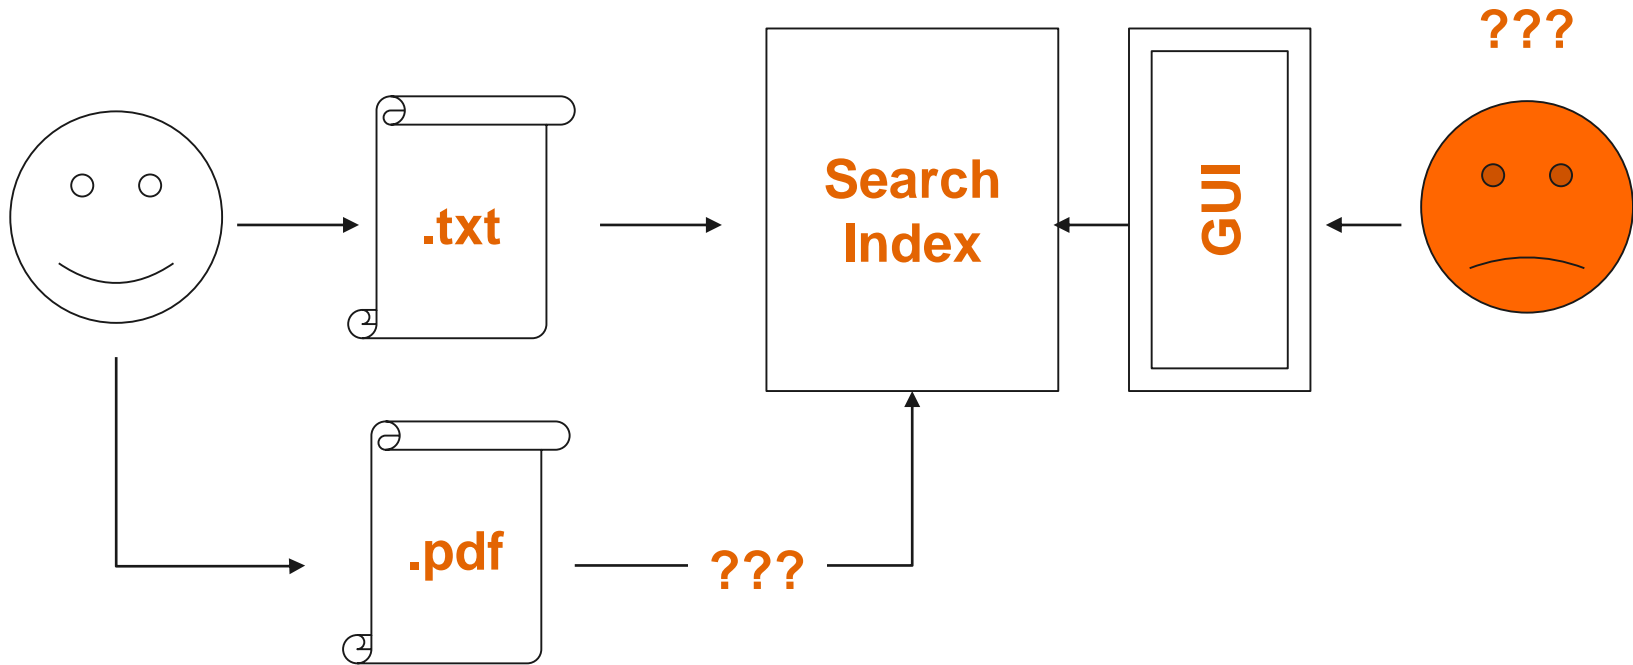 ???
.txt
Search
Index
GUI
.pdf
???